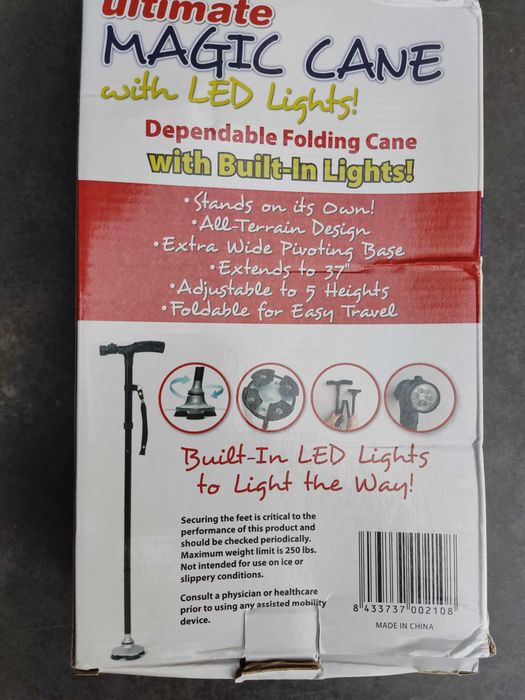 ultimate
MAGIC CANE
with LED Lights!
Dependable Folding Cane
with Built-In Lights!
•Stands on its Own!
•All-Terrain Design
•Extra Wide Pivoting Base
•Extends to 37"
•Adjustable to 5 Heights
•Foldable for Easy Travel
Built-In LED Lights
to Light the Way!
Securing the feet is critical to the
performance of this product and
should be checked periodically.
Maximum weight limit is 250 lbs.
Not intended for use on ice or
slippery conditions.
Consult a physician or healthcare
prior to using any assisted mobility
device.
8 433737 002108
MADE IN CHINA